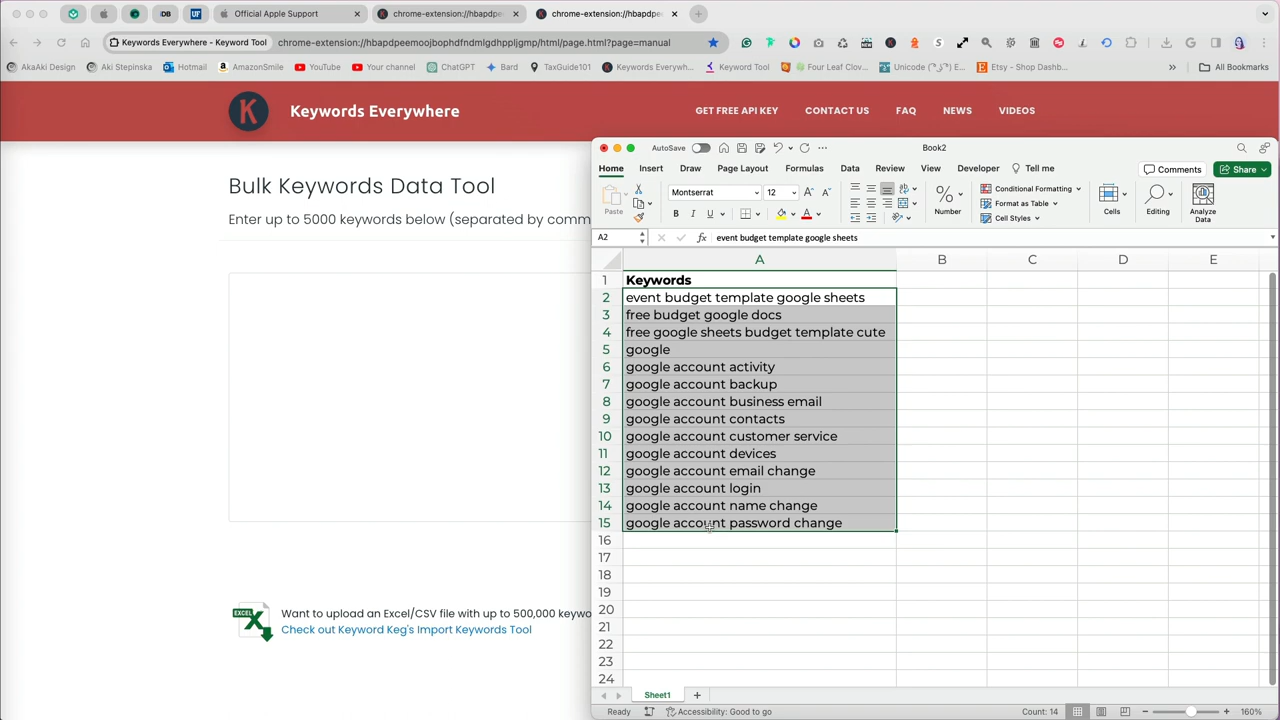 Official Apple Support
chrome-extension://hbapdpee
chrome-extension://hbapdpe
Keywords Everywhere - Keyword Tool
chrome-extension://hbapdpeemoojbophdfndmlgdhppljgmp/html/page.html?page=manual
AkaAki Design
Aki Stepinska
Hotmail
AmazonSmile
YouTube
Your channel
ChatGPT
Bard
TaxGuide101
Keywords Everywh...
Keyword Tool
Four Leaf Clov...
Etsy - Shop Dashb...
All Bookmarks
K
Keywords Everywhere
GET FREE API KEY
CONTACT US
FAQ
NEWS
VIDEOS
Bulk Keywords Data Tool
Enter up to 5000 keywords below (separated by comm
EXCEL
Want to upload an Excel/CSV file with up to 500,000 keywo
Check out Keyword Keg's Import Keywords Tool
AutoSave
Book2
Home
Insert
Draw
Page Layout
Formulas
Data
Review
View
Developer
Tell me
Comments
Share
Paste
Montserrat
12
B
I
U
Number
Conditional Formatting
Format as Table
Cell Styles
Cells
Editing
Analyze
Data
A2
fx
event budget template google sheets
A B C D E
1 Keywords
2 event budget template google sheets
3 free budget google docs
4 free google sheets budget template cute
5 google
6 google account activity
7 google account backup
8 google account business email
9 google account contacts
10 google account customer service
11 google account devices
12 google account email change
13 google account login
14 google account name change
15 google account password change
16
17
18
19
20
21
22
23
24
Sheet1
Ready
Accessibility: Good to go
Count: 14
160%